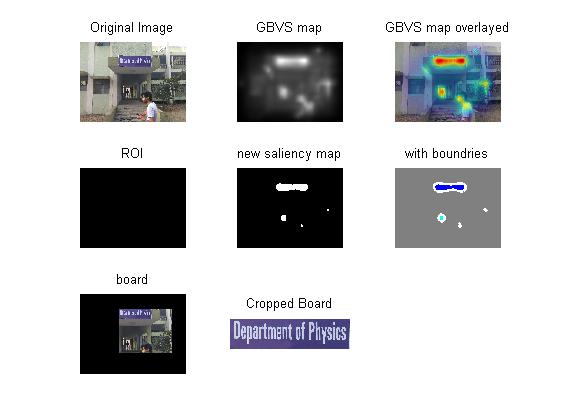 Original Image
GBVS map
GBVS map overlayed
ROI
new saliency map
with boundries
board
Cropped Board
Department of Physics